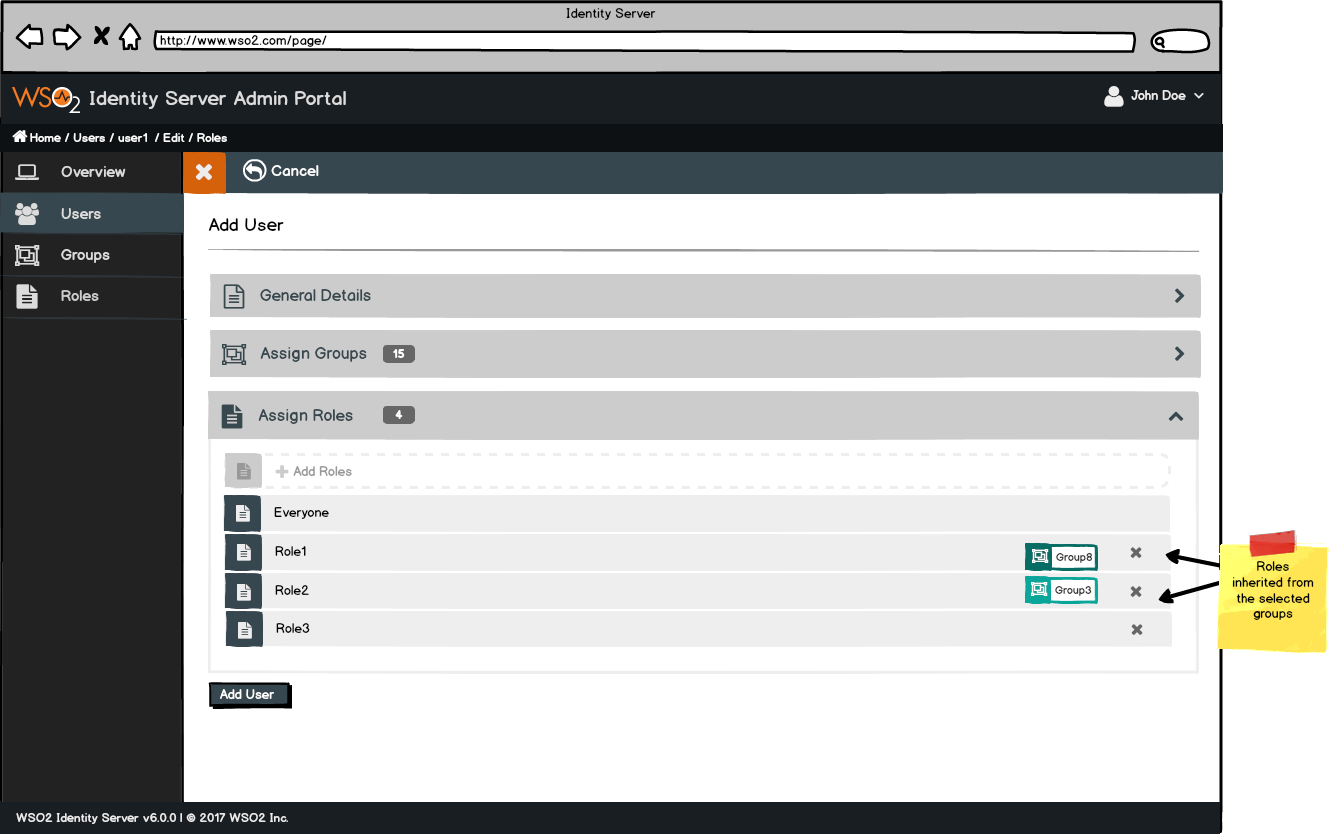 Identity Server
http://www.wso2.com/page/
WSO2 Identity Server Admin Portal
John Doe
Home / Users / user1 / Edit / Roles
Overview
Cancel
Users
Groups
Roles
Add User
General Details
Assign Groups 15
Assign Roles 4
Add Roles
Everyone
Role1 Group8
Role2 Group3
Role3
Add User
Roles
inherited from
the selected
groups
WSO2 Identity Server v6.0.0 | © 2017 WSO2 Inc.